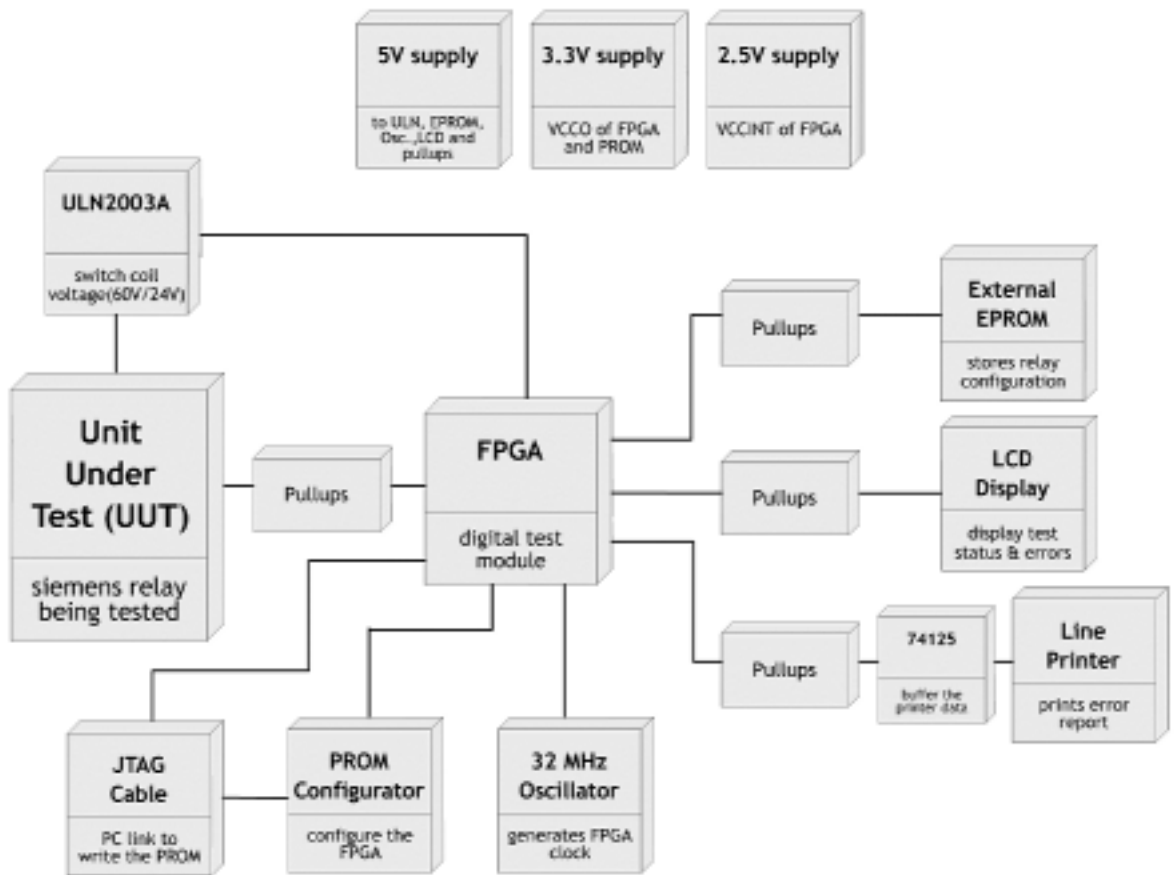 5V supply
to ULN, EPROM,
Osc.,LCD and
pullups
3.3V supply
VCCO of FPGA
and PROM
2.5V supply
VCCINT of FPGA
ULN2003A
switch coil
voltage(60V/24V)
Pullups
External
EPROM
stores relay
configuration
Unit
Under
Test (UUT)
siemens relay
being tested
Pullups
FPGA
digital test
module
Pullups
LCD
Display
display test
status & errors
Pullups
74125
buffer the
printer data
Line
Printer
prints error
report
JTAG
Cable
PC link to
write the PROM
PROM
Configurator
configure the
FPGA
32 MHz
Oscillator
generates FPGA
clock